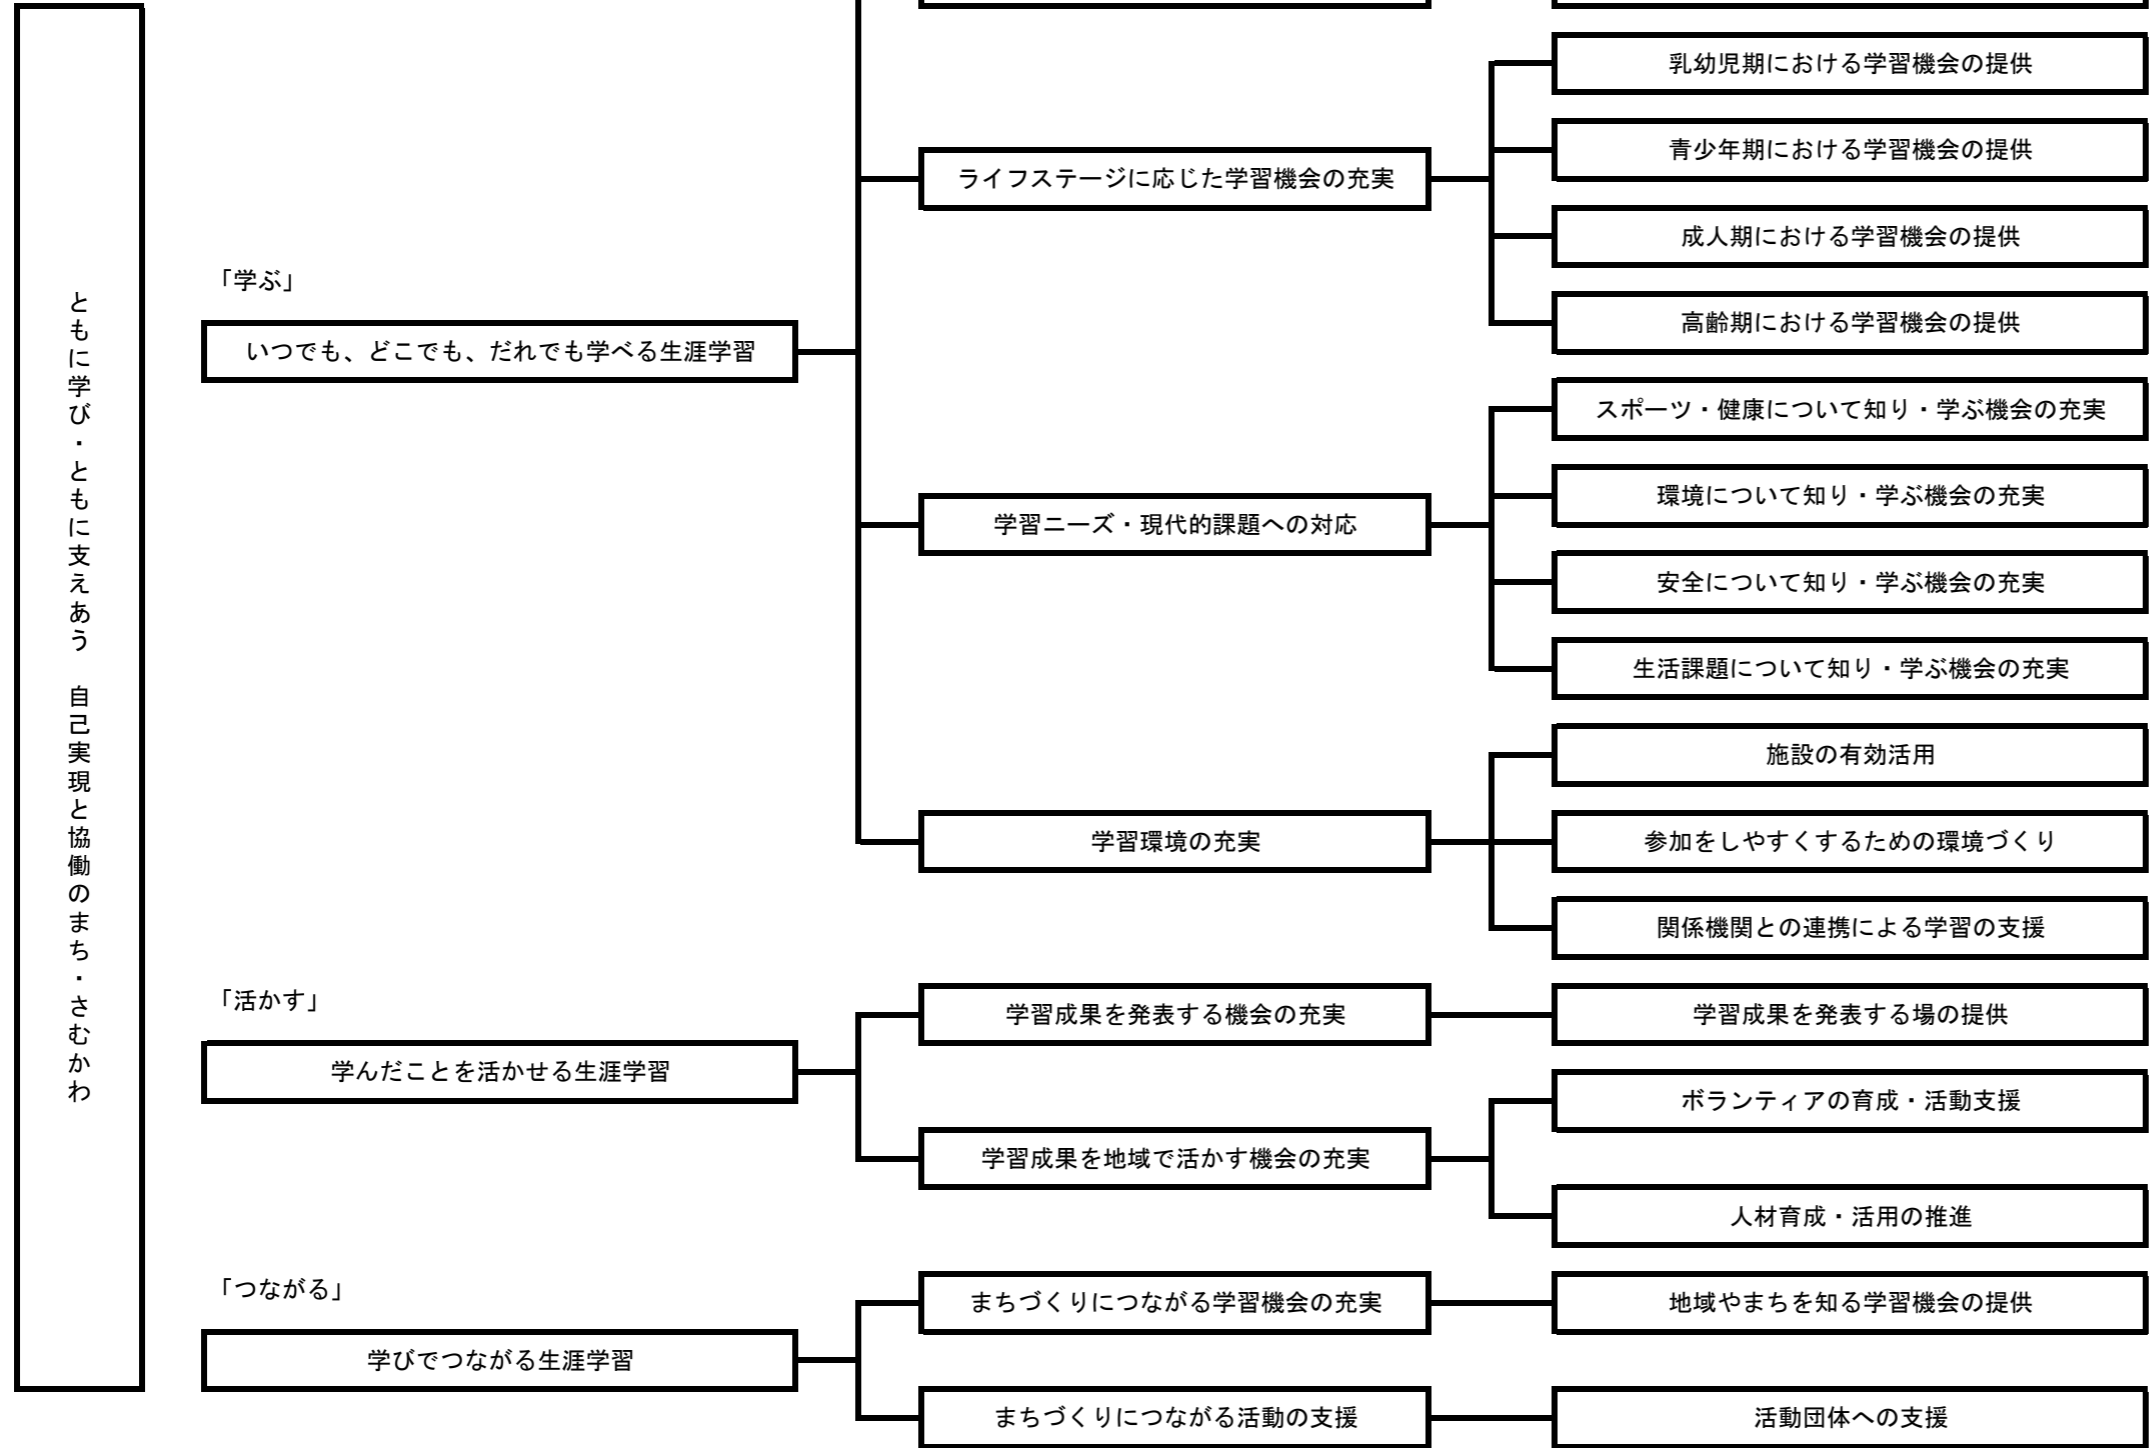 ともに学び・ともに支えあう　自己実現と協働のまち・さむかわ
「学ぶ」
いつでも、どこでも、だれでも学べる生涯学習
ライフステージに応じた学習機会の充実
乳幼児期における学習機会の提供
青少年期における学習機会の提供
成人期における学習機会の提供
高齢期における学習機会の提供
学習ニーズ・現代的課題への対応
スポーツ・健康について知り・学ぶ機会の充実
環境について知り・学ぶ機会の充実
安全について知り・学ぶ機会の充実
生活課題について知り・学ぶ機会の充実
学習環境の充実
施設の有効活用
参加をしやすくするための環境づくり
関係機関との連携による学習の支援
「活かす」
学んだことを活かせる生涯学習
学習成果を発表する機会の充実
学習成果を発表する場の提供
学習成果を地域で活かす機会の充実
ボランティアの育成・活動支援
人材育成・活用の推進
「つながる」
学びでつながる生涯学習
まちづくりにつながる学習機会の充実
地域やまちを知る学習機会の提供
まちづくりにつながる活動の支援
活動団体への支援